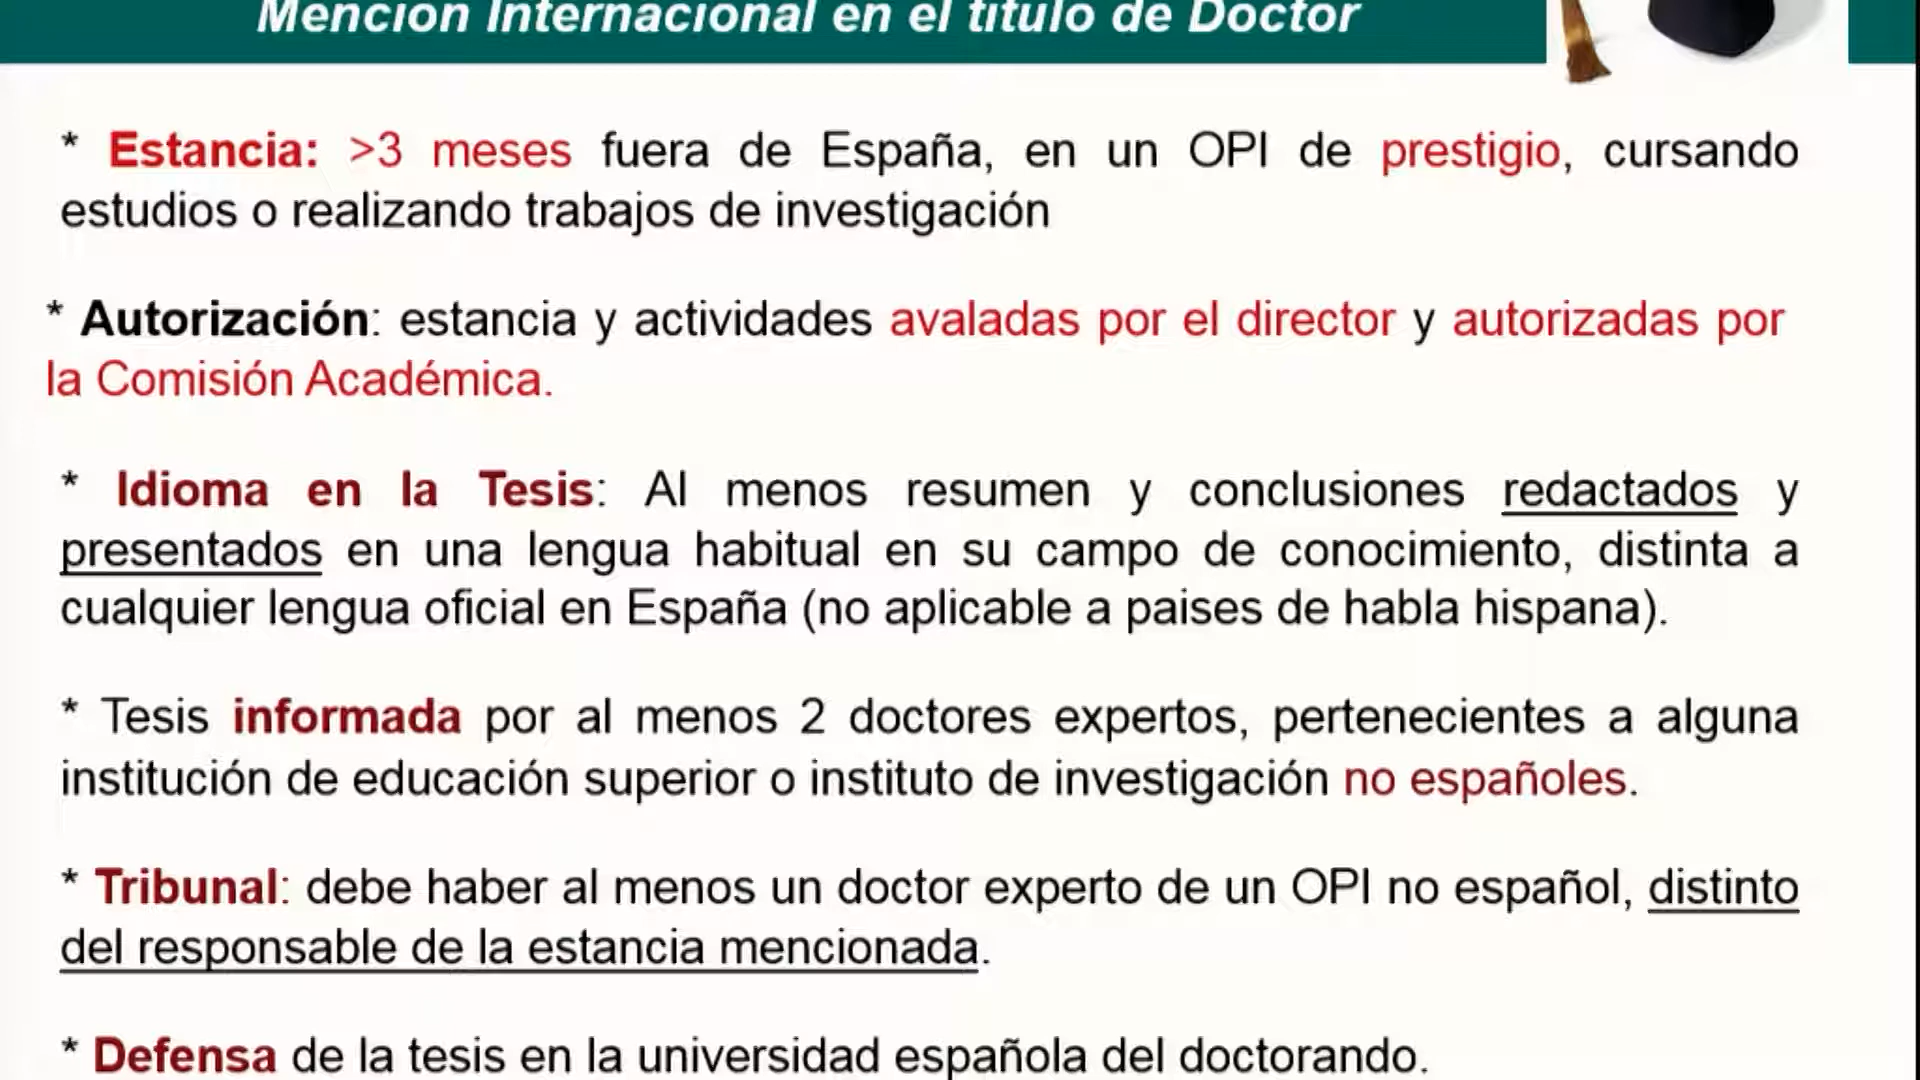 Mención Internacional en el título de Doctor
* Estancia: >3 meses fuera de España, en un OPI de prestigio, cursando
estudios o realizando trabajos de investigación
* Autorización: estancia y actividades avaladas por el director y autorizadas por
la Comisión Académica.
* Idioma en la Tesis: Al menos resumen y conclusiones redactados y
presentados en una lengua habitual en su campo de conocimiento, distinta a
cualquier lengua oficial en España (no aplicable a paises de habla hispana).
* Tesis informada por al menos 2 doctores expertos, pertenecientes a alguna
institución de educación superior o instituto de investigación no españoles.
* Tribunal: debe haber al menos un doctor experto de un OPI no español, distinto
del responsable de la estancia mencionada.
* Defensa de la tesis en la universidad española del doctorando.